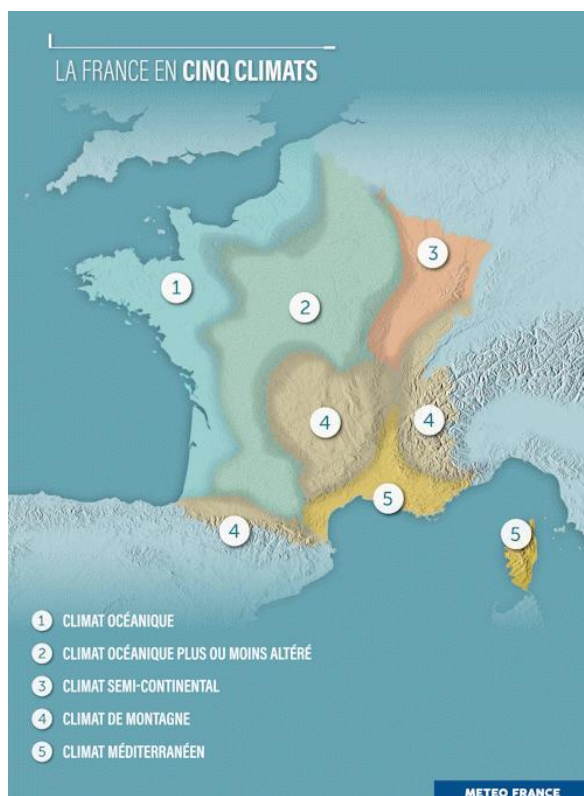 LA FRANCE EN CINQ CLIMATS
1
2
3
4
4
5
5
4
1 CLIMAT OCÉANIQUE
2 CLIMAT OCÉANIQUE PLUS OU MOINS ALTÉRÉ
3 CLIMAT SEMI-CONTINENTAL
4 CLIMAT DE MONTAGNE
5 CLIMAT MÉDITERRANÉEN
METEO FRANCE